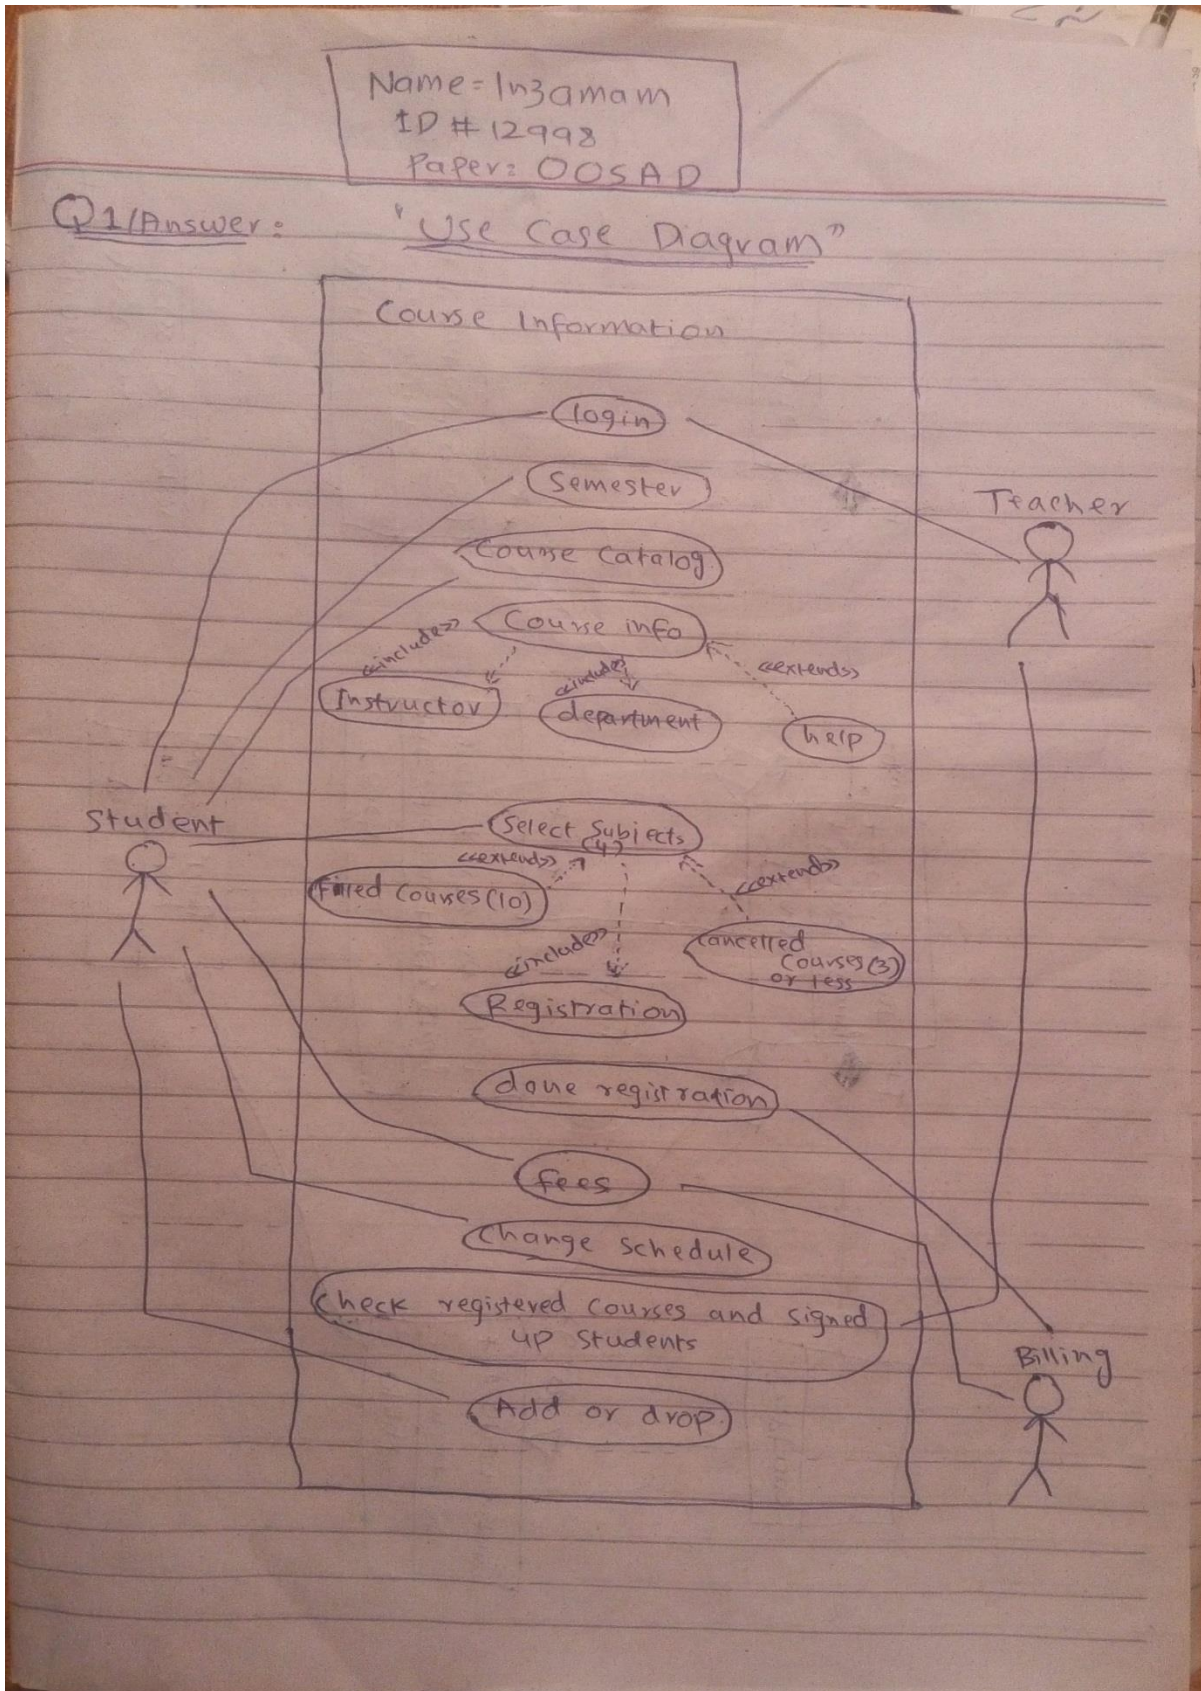 Name = Inzamam
ID # 12998
Paper: OOSAD
Q1/Answer:
"Use Case Diagram"
Course Information
login
Semester
Teacher
Course Catalog
Course info
<<include>>
<<include>>
<<extends>>
Instructor
department
help
Student
Select Subjects
(4)
<<extends>>
<<extends>>
Courses (10)
<<include>>
Cancelled
Courses (3)
or less
Registration
done registration
fees
Change schedule
Check registered courses and signed
up students
Billing
Add or drop